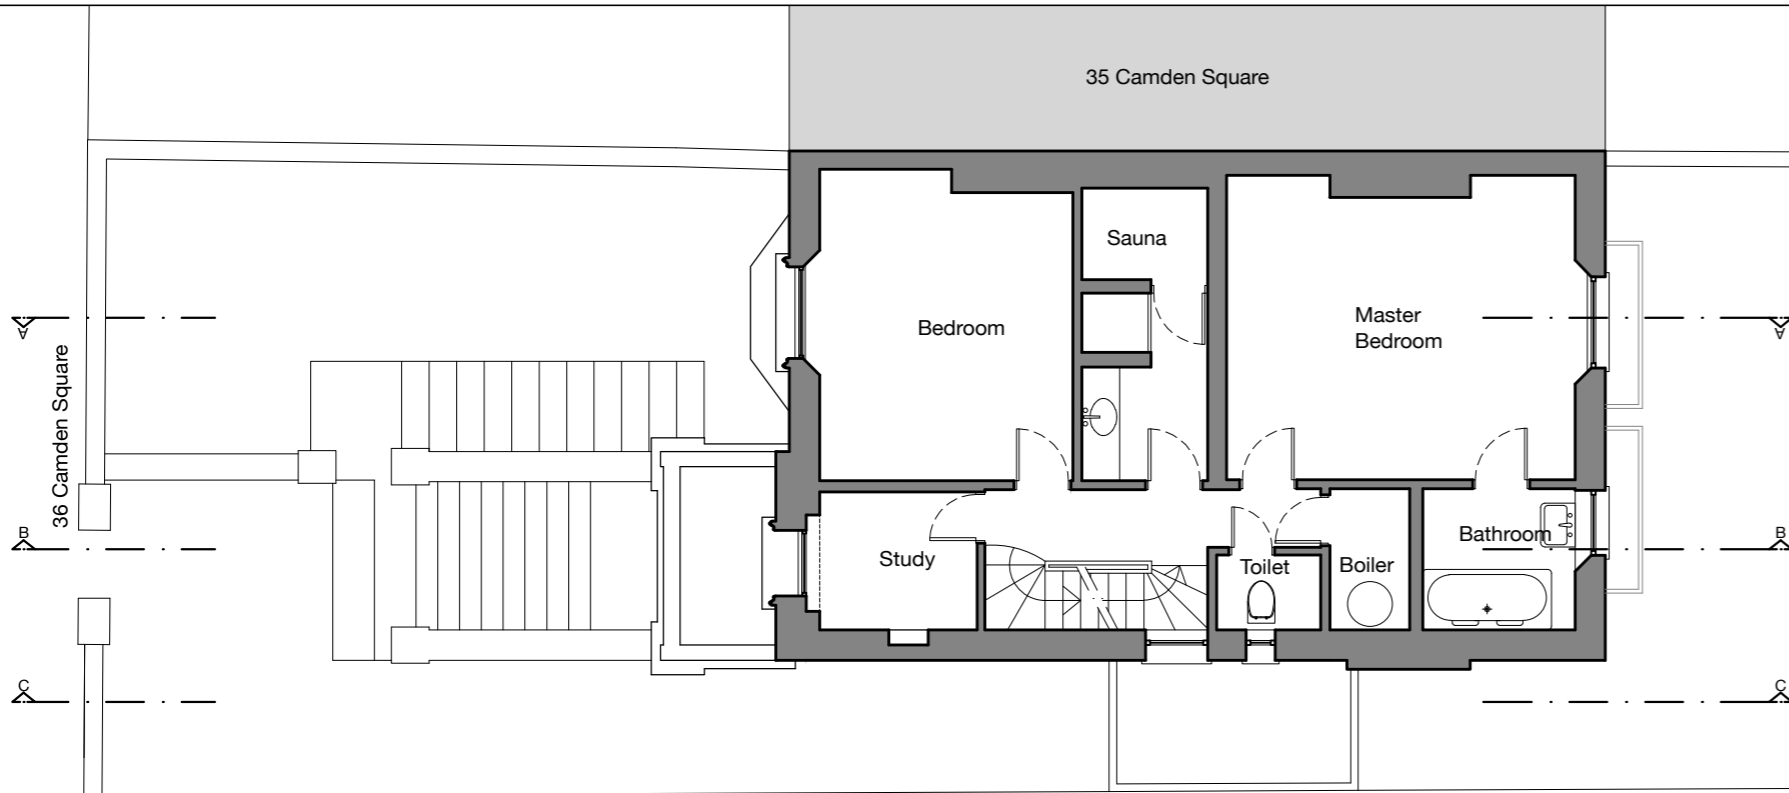 35 Camden Square
Sauna
Bedroom
Master
Bedroom
A
A
36 Camden Square
B
B
Study
Toilet
Boiler
Bathroom
C
C